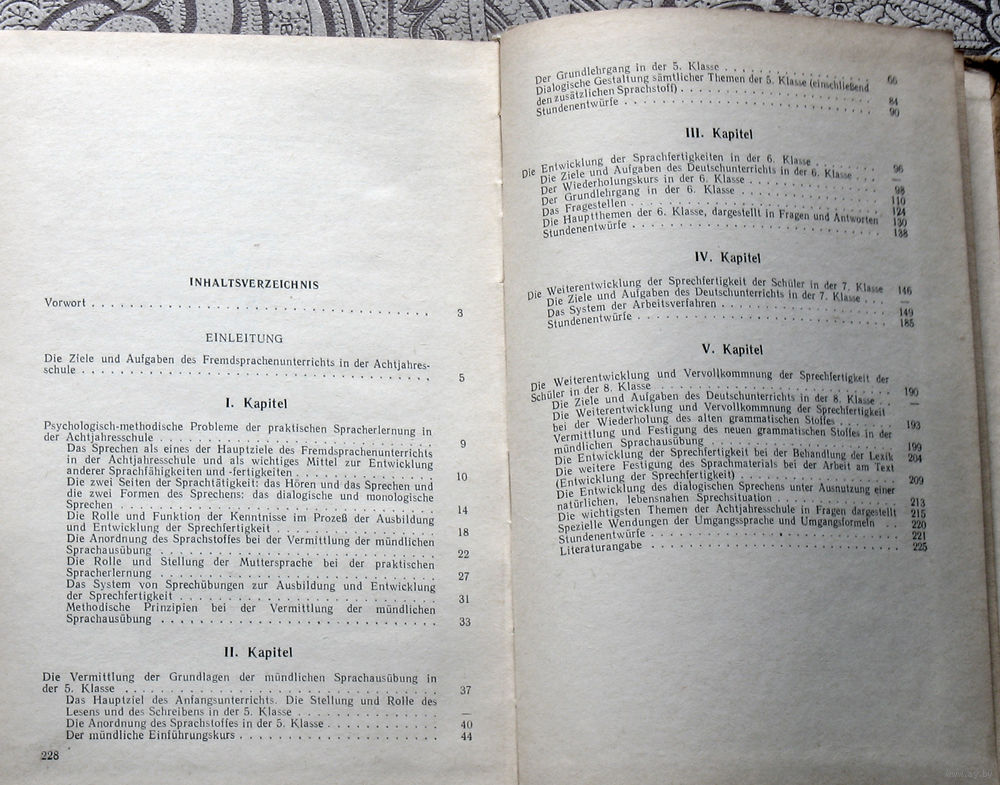 INHALTSVERZEICHNIS
Vorwort . . . . . . . . . . . . . . . . . . . . . . . . . . . . 3
EINLEITUNG
Die Ziele und Aufgaben des Fremdsprachenunterrichts in der Achtjahres-
schule . . . . . . . . . . . . . . . . . . . . . . . . . . . . 5
I. Kapitel
Psychologisch-methodische Probleme der praktischen Spracherlernung in
der Achtjahresschule . . . . . . . . . . . . . . . . . . . . 9
Das Sprechen als eines der Hauptziele des Fremdsprachenunterrichts
in der Achtjahresschule und als wichtiges Mittel zur Entwicklung
anderer Sprachfähigkeiten und -fertigkeiten . . . . . . . . 10
Die zwei Seiten der Sprachtätigkeit: das Hören und das Sprechen und
die zwei Formen des Sprechens: das dialogische und monologische
Sprechen . . . . . . . . . . . . . . . . . . . . . . . . . . 14
Die Rolle und Funktion der Kenntnisse im Prozeß der Ausbildung
und Entwicklung der Sprechfertigkeit . . . . . . . . . . . . 18
Die Anordnung des Sprachstoffes bei der Vermittlung der mündlichen
Sprachausübung . . . . . . . . . . . . . . . . . . . . . . . 22
Die Rolle und Stellung der Muttersprache bei der praktischen
Spracherlernung . . . . . . . . . . . . . . . . . . . . . . 27
Das System von Sprechübungen zur Ausbildung und Entwicklung
der Sprechfertigkeit . . . . . . . . . . . . . . . . . . . . 31
Methodische Prinzipien bei der Vermittlung der mündlichen
Sprachausübung . . . . . . . . . . . . . . . . . . . . . . . 33
II. Kapitel
Die Vermittlung der Grundlagen der mündlichen Sprachausübung in
der 5. Klasse . . . . . . . . . . . . . . . . . . . . . . . 37
Das Hauptziel des Anfangsunterrichts. Die Stellung und Rolle des
Lesens und des Schreibens in der 5. Klasse . . . . . . . . . —
Die Anordnung des Sprachstoffes in der 5. Klasse . . . . . . 40
Der mündliche Einführungskurs . . . . . . . . . . . . . . . 44
228
Der Grundlehrgang in der 5. Klasse . . . . . . . . . . . . . 66
Dialogische Gestaltung sämtlicher Themen der 5. Klasse (einschließend
den zusätzlichen Sprachstoff) . . . . . . . . . . . . . . . 84
Stundenentwürfe . . . . . . . . . . . . . . . . . . . . . . 90
III. Kapitel
Die Entwicklung der Sprachfertigkeiten in der 6. Klasse . . . 96
Die Ziele und Aufgaben des Deutschunterrichts in der 6. Klasse . . . —
Der Wiederholungskurs in der 6. Klasse . . . . . . . . . . . 98
Der Grundlehrgang in der 6. Klasse . . . . . . . . . . . . . 110
Das Fragestellen . . . . . . . . . . . . . . . . . . . . . . 124
Die Hauptthemen der 6. Klasse, dargestellt in Fragen und Antworten 130
Stundenentwürfe . . . . . . . . . . . . . . . . . . . . . . 138
IV. Kapitel
Die Weiterentwicklung der Sprechfertigkeit der Schüler in der 7. Klasse 146
Die Ziele und Aufgaben des Deutschunterrichts in der 7. Klasse . . . —
Das System der Arbeitsverfahren . . . . . . . . . . . . . . 149
Stundenentwürfe . . . . . . . . . . . . . . . . . . . . . . 185
V. Kapitel
Die Weiterentwicklung und Vervollkommnung der Sprechfertigkeit der
Schüler in der 8. Klasse . . . . . . . . . . . . . . . . . . 190
Die Ziele und Aufgaben des Deutschunterrichts in der 8. Klasse . . —
Die Weiterentwicklung und Vervollkommnung der Sprechfertigkeit
bei der Wiederholung des alten grammatischen Stoffes . . . . 193
Vermittlung und Festigung des neuen grammatischen Stoffes in der
mündlichen Sprachausübung . . . . . . . . . . . . . . . . . 199
Die Entwicklung der Sprechfertigkeit bei der Behandlung der Lexik 204
Die weitere Festigung des Sprachmaterials bei der Arbeit am Text
(Entwicklung der Sprechfertigkeit) . . . . . . . . . . . . . 209
Die Entwicklung des dialogischen Sprechens unter Ausnutzung einer
natürlichen, lebensnahen Sprechsituation . . . . . . . . . . 213
Die wichtigsten Themen der Achtjahresschule in Fragen dargestellt 215
Spezielle Wendungen der Umgangssprache und Umgangsformeln . . 220
Stundenentwürfe . . . . . . . . . . . . . . . . . . . . . . 221
Literaturangabe . . . . . . . . . . . . . . . . . . . . . . 225